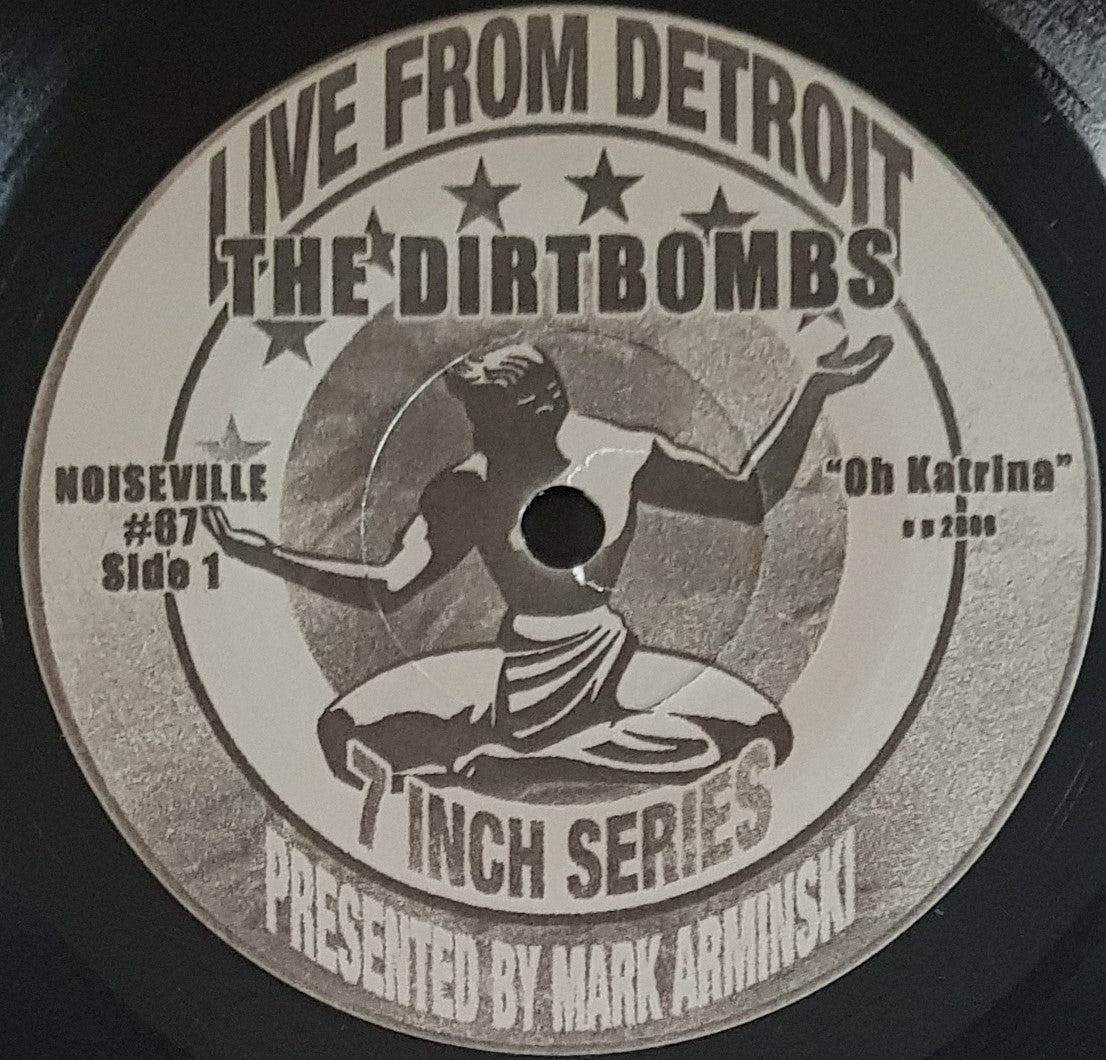 LIVE FROM DETROIT
THE DIRTBOMBS
NOISEVILLE
#67
Side 1
"Oh Katrina"
7 INCH SERIES
PRESENTED BY MARK ARMINSKI